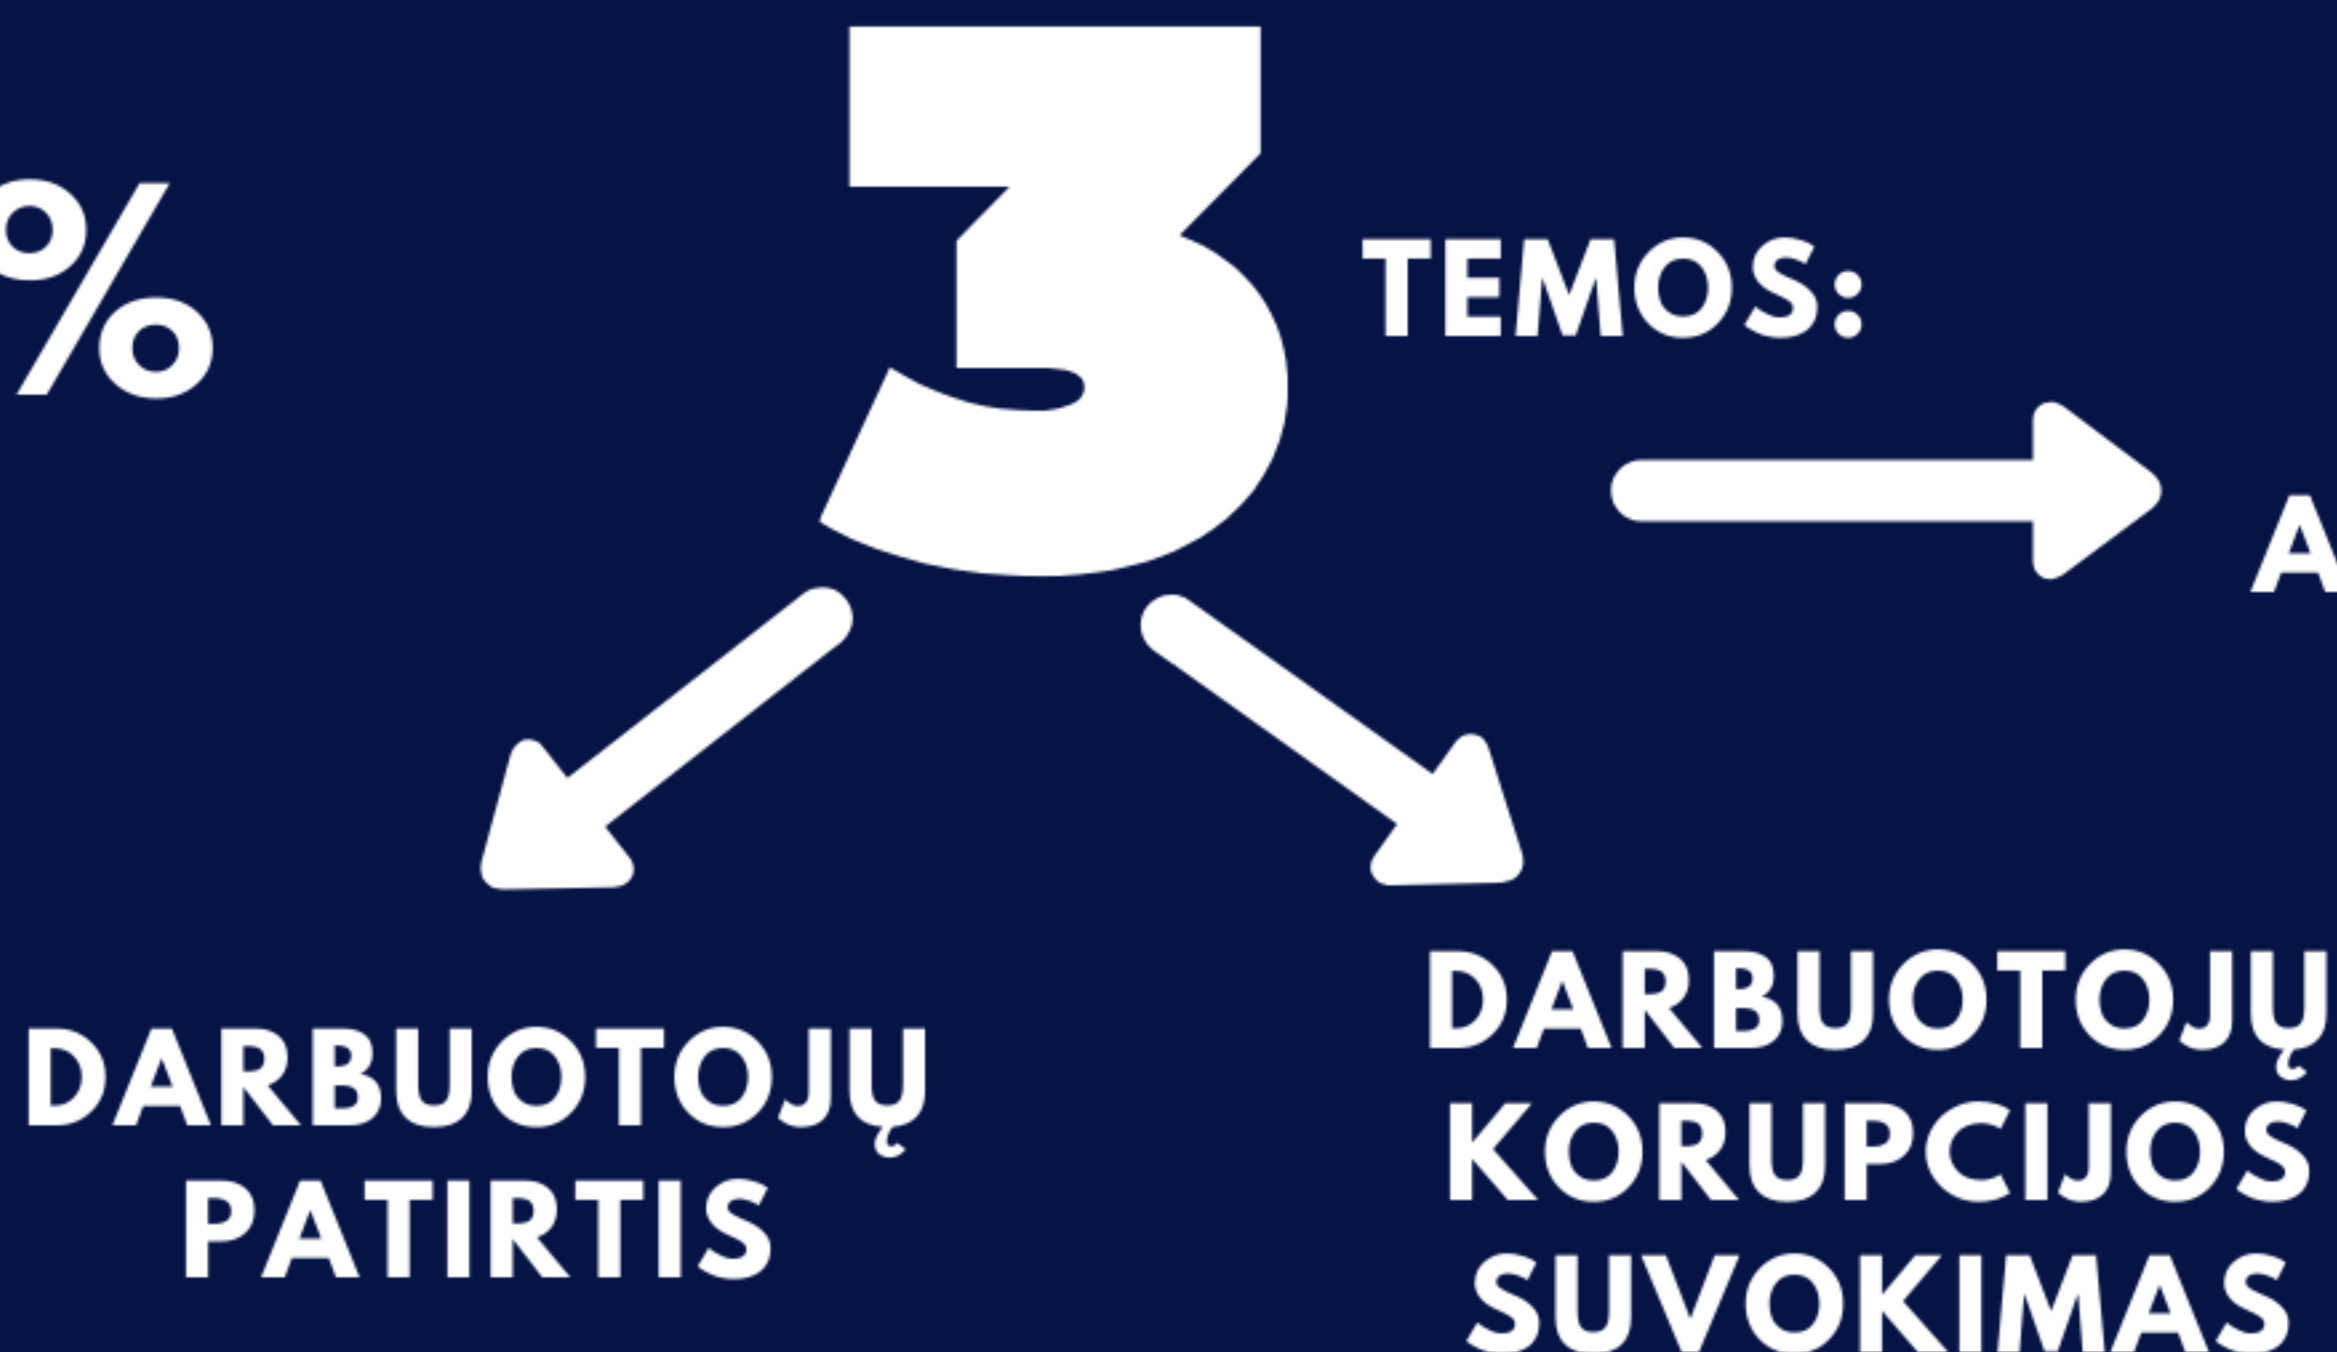 %
3
TEMOS:
DARBUOTOJŲ
PATIRTIS
DARBUOTOJŲ
KORUPCIJOS
SUVOKIMAS